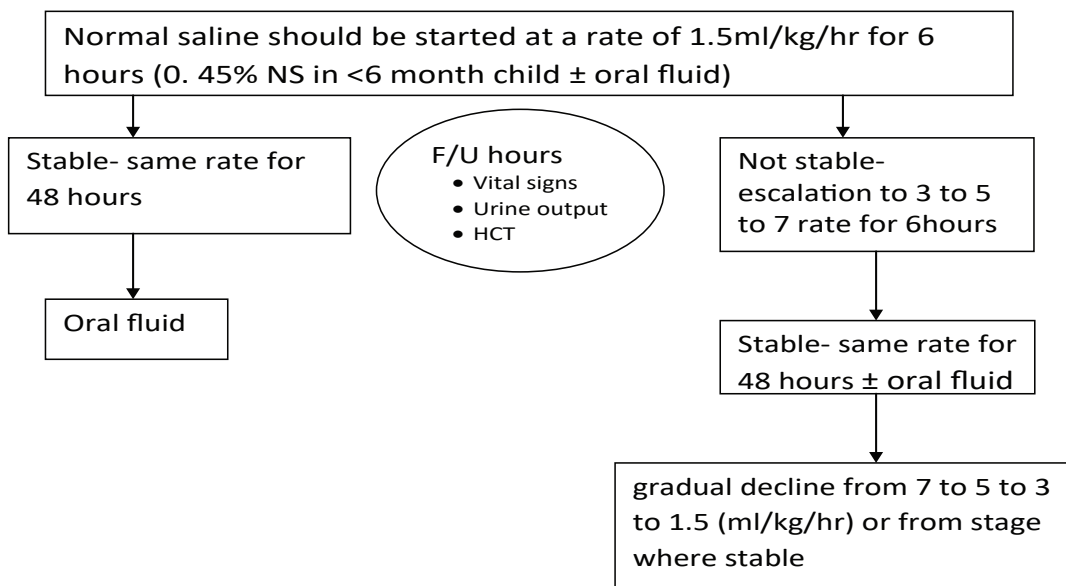 Normal saline should be started at a rate of 1.5ml/kg/hr for 6
hours (0. 45% NS in <6 month child ± oral fluid)
Stable- same rate for
48 hours
F/U hours
• Vital signs
• Urine output
• HCT
Not stable-
escalation to 3 to 5
to 7 rate for 6hours
Oral fluid
Stable- same rate for
48 hours ± oral fluid
gradual decline from 7 to 5 to 3
to 1.5 (ml/kg/hr) or from stage
where stable